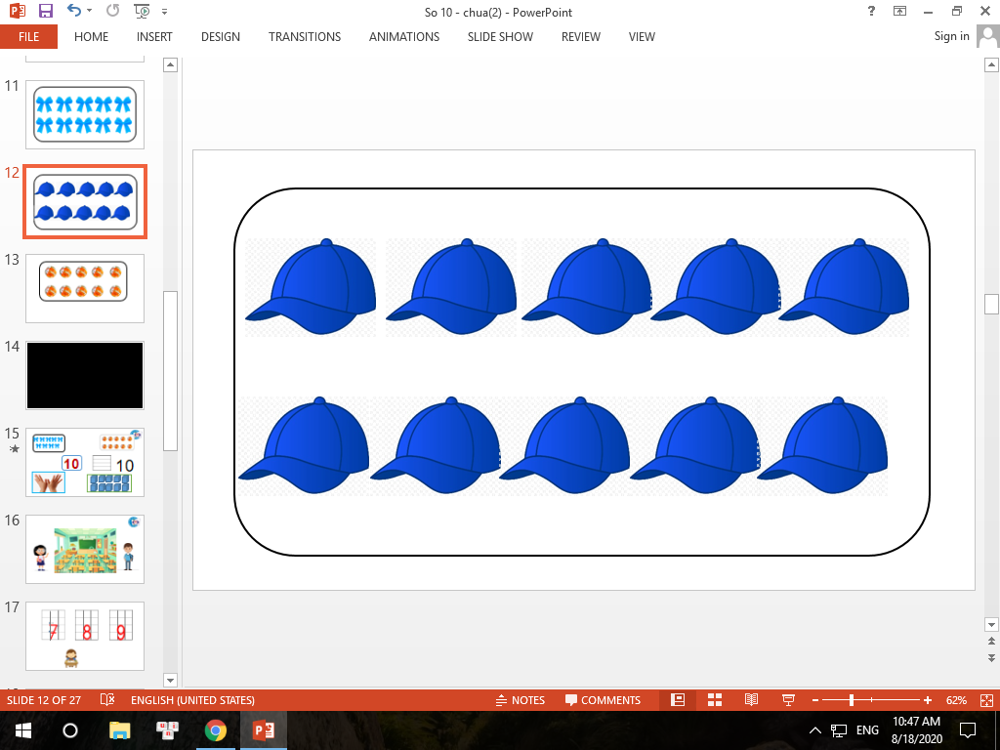 So 10 - chua(2) - PowerPoint
?
FILE HOME INSERT DESIGN TRANSITIONS ANIMATIONS SLIDE SHOW REVIEW VIEW
Sign in
11
12
13
14
15
10
10
16
17
7 8 9
SLIDE 12 OF 27 ENGLISH (UNITED STATES) NOTES COMMENTS 62%
ENG
10:47 AM
8/18/2020